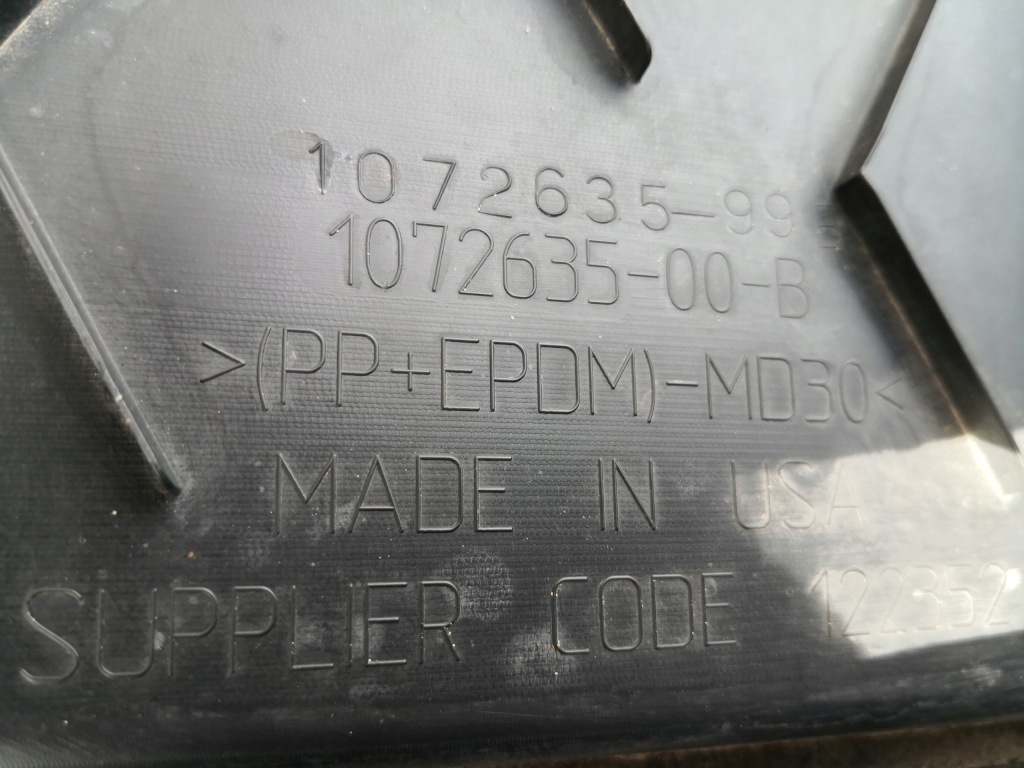 1072635-99
1072635-00-B
>(PP+EPDM)-MD30<
MADE IN USA
SUPPLIER CODE 122352